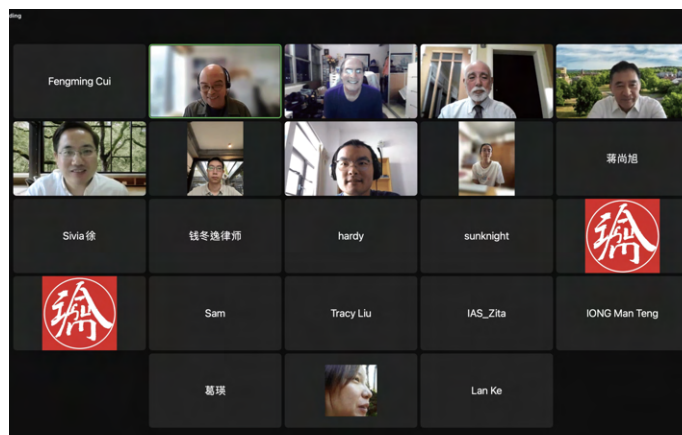 Fengming Cui
蒋尚旭
Sivia徐
钱冬逸律师
hardy
sunknight
Sam
Tracy Liu
IAS_Zita
IONG Man Teng
葛瑛
Lan Ke